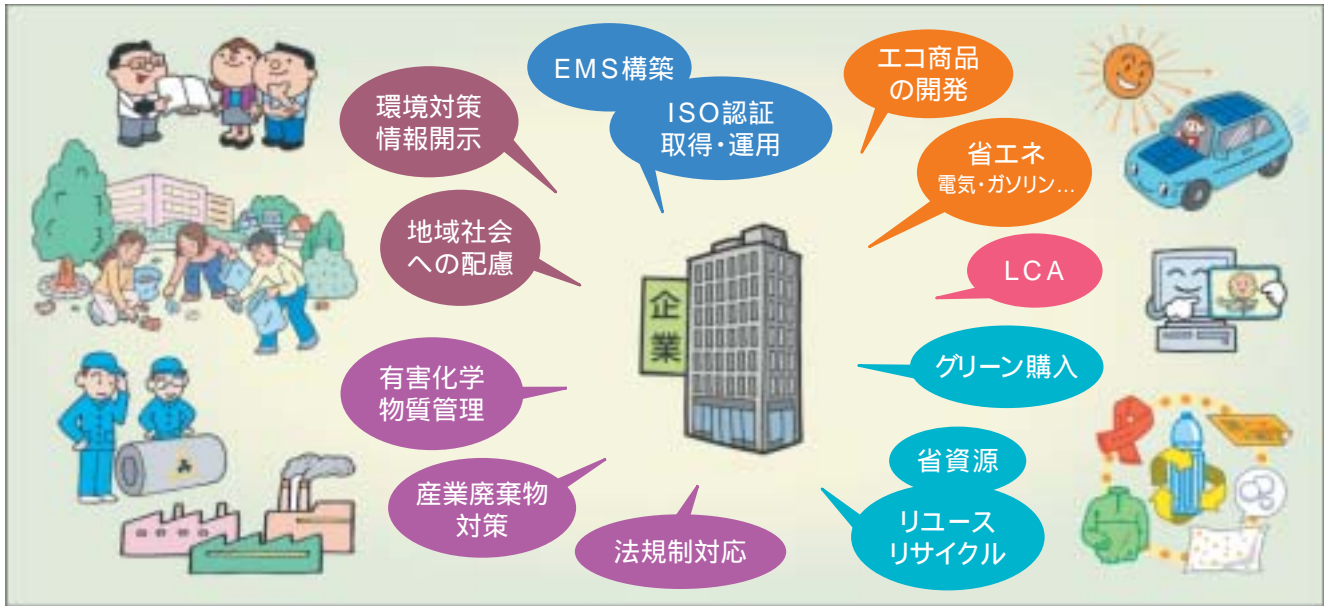 EMS構築
ISO認証
取得・運用
エコ商品
の開発
環境対策
情報開示
省エネ
電気・ガソリン…
地域社会
への配慮
LCA
企
業
グリーン購入
有害化学
物質管理
省資源
産業廃棄物
対策
リユース
リサイクル
法規制対応